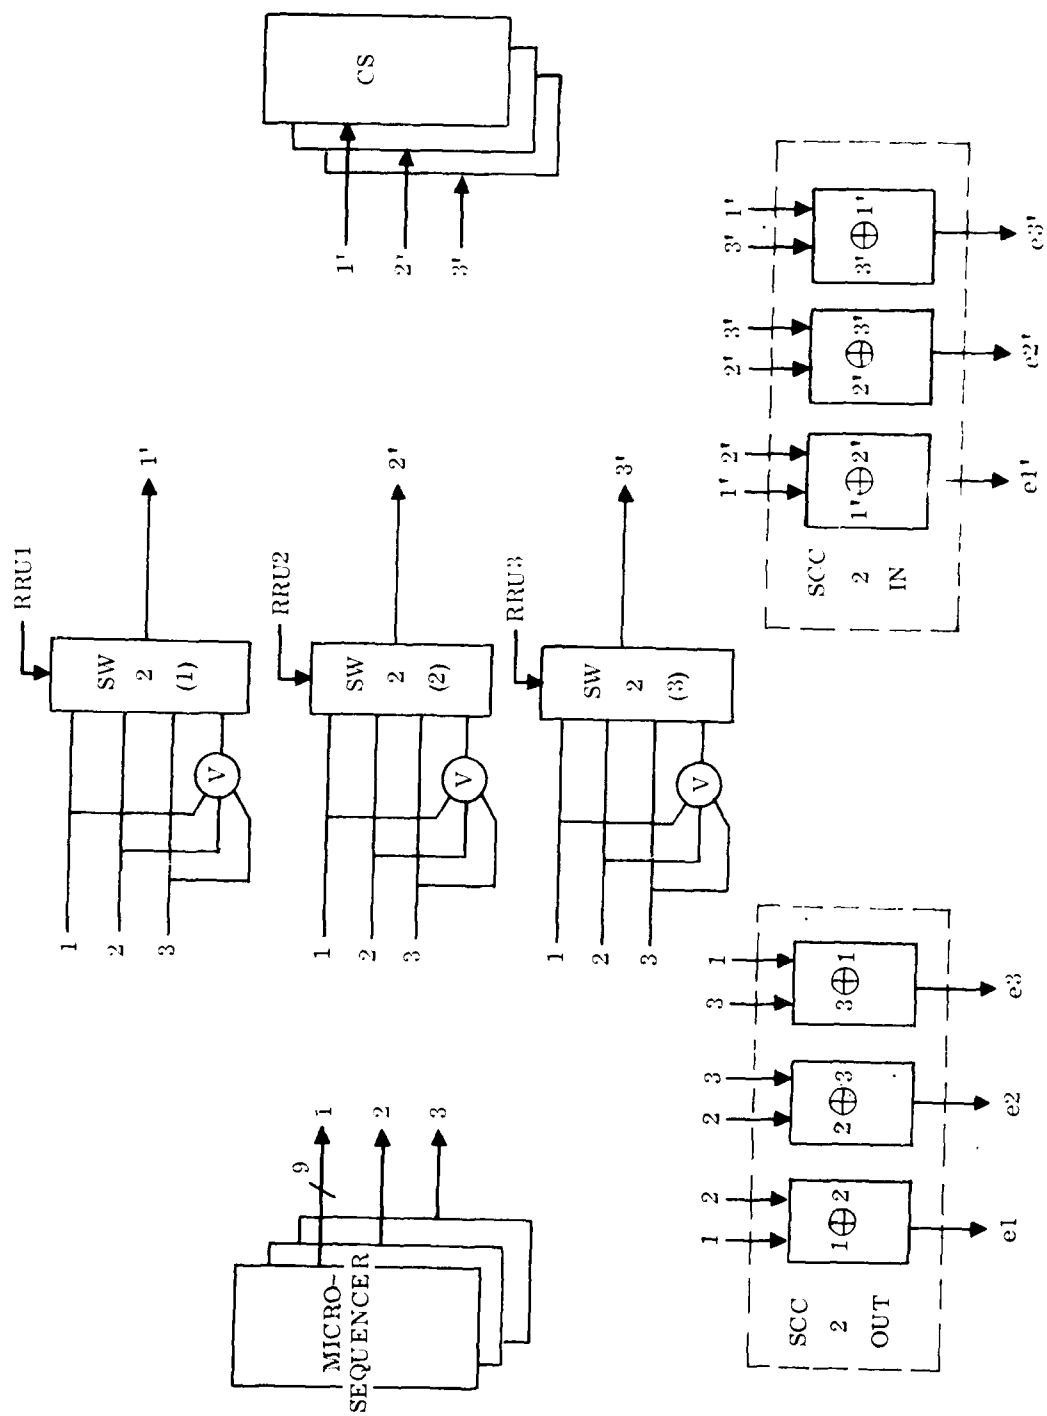 MICRO-
SEQUENCER
9
1
2
3
1
2
3
V
SW
2
(1)
RRU1
1'
1
2
3
V
SW
2
(2)
RRU2
2'
1
2
3
V
SW
2
(3)
RRU3
3'
1'
2'
3'
CS
SCC
2
OUT
1 2
1 ⊕ 2
e1
2 3
2 ⊕ 3
e2
3 1
3 ⊕ 1
e3
SCC
2
IN
1' 2'
1' ⊕ 2'
e1'
2' 3'
2' ⊕ 3'
e2'
3' 1'
3' ⊕ 1'
e3'